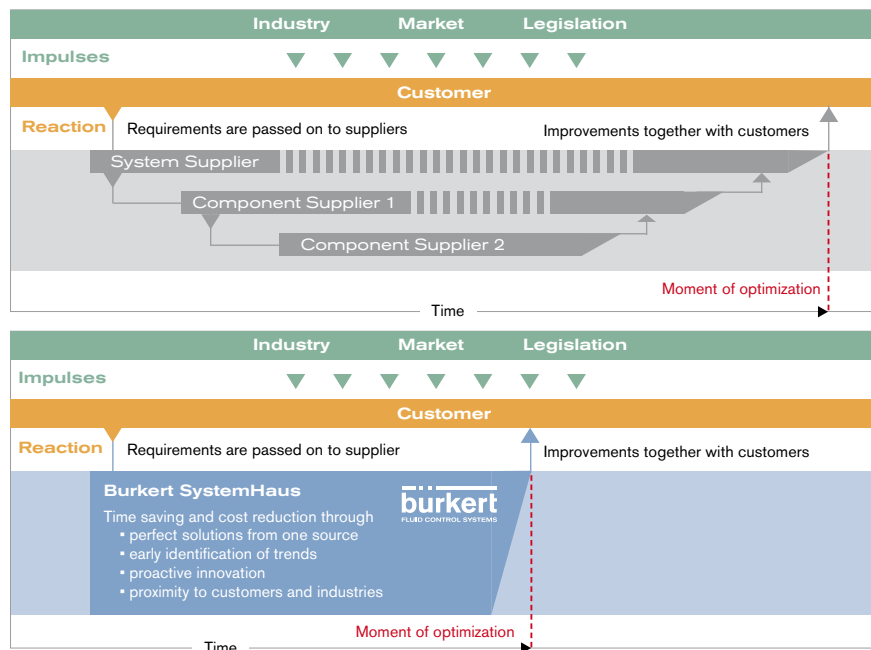 Industry Market Legislation
Impulses
Customer
Reaction Requirements are passed on to suppliers Improvements together with customers
System Supplier
Component Supplier 1
Component Supplier 2
Moment of optimization
Time
Industry Market Legislation
Impulses
Customer
Reaction Requirements are passed on to supplier Improvements together with customers
Burkert SystemHaus
bürkert
FLUID CONTROL SYSTEMS
Time saving and cost reduction through
▪ perfect solutions from one source
▪ early identification of trends
▪ proactive innovation
▪ proximity to customers and industries
Moment of optimization
Time